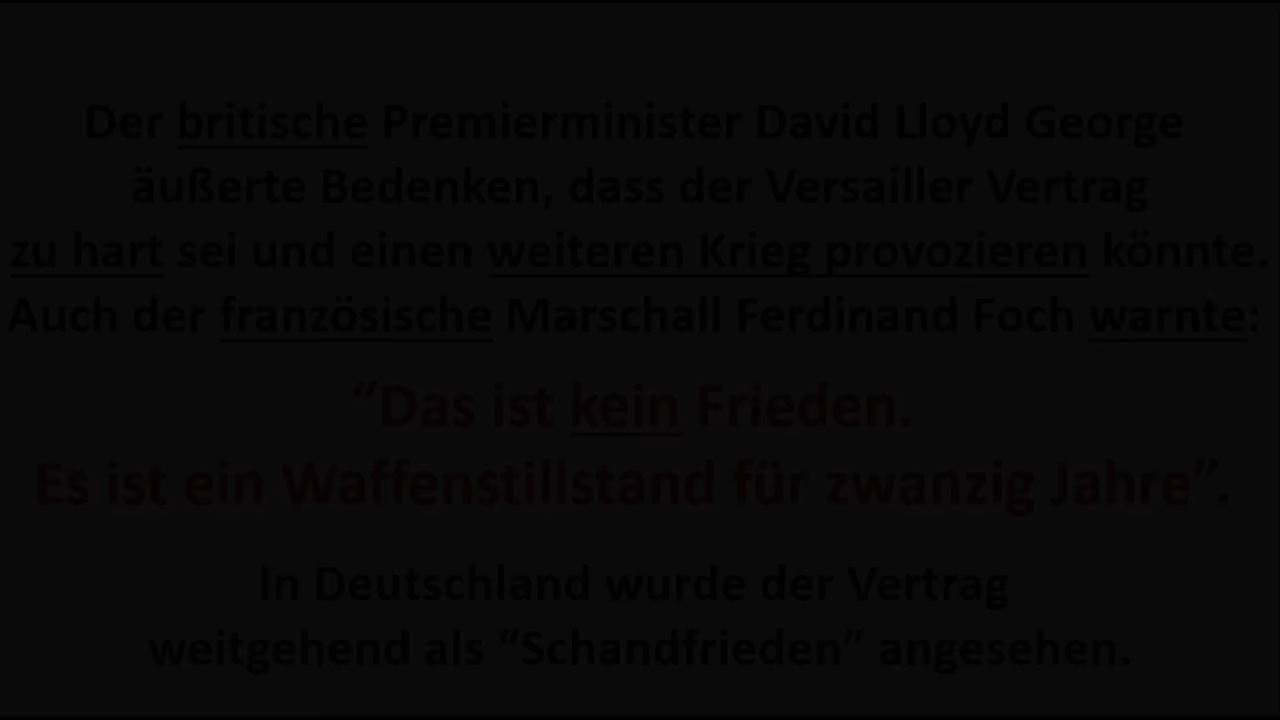 Der britische Premierminister David Lloyd George
äußerte Bedenken, dass der Versailler Vertrag
zu hart sei und einen weiteren Krieg provozieren könnte.
Auch der französische Marschall Ferdinand Foch warnte:
“Das ist kein Frieden.
Es ist ein Waffenstillstand für zwanzig Jahre”.
In Deutschland wurde der Vertrag
weitgehend als “Schandfrieden” angesehen.